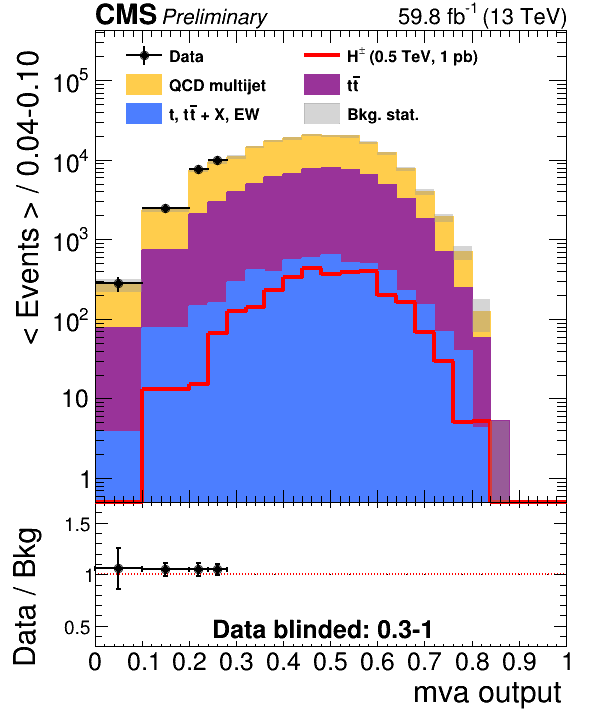 CMS Preliminary 59.8 fb⁻¹ (13 TeV)
Data
H± (0.5 TeV, 1 pb)
QCD multijet
tt̄
t, tt̄ + X, EW
Bkg. stat.
< Events > / 0.04-0.10
10⁵
10⁴
10³
10²
10
1
Data / Bkg
1.5
1
0.5
Data blinded: 0.3-1
0 0.1 0.2 0.3 0.4 0.5 0.6 0.7 0.8 0.9 1
mva output